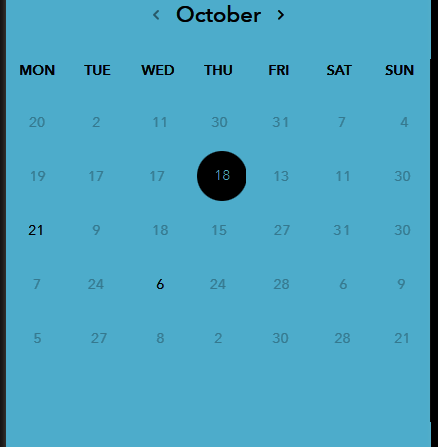 ‹ October ›
MON TUE WED THU FRI SAT SUN
20 2 11 30 31 7 4
19 17 17 18 13 11 30
21 9 18 15 27 31 30
7 24 6 24 28 6 9
5 27 8 2 30 28 21